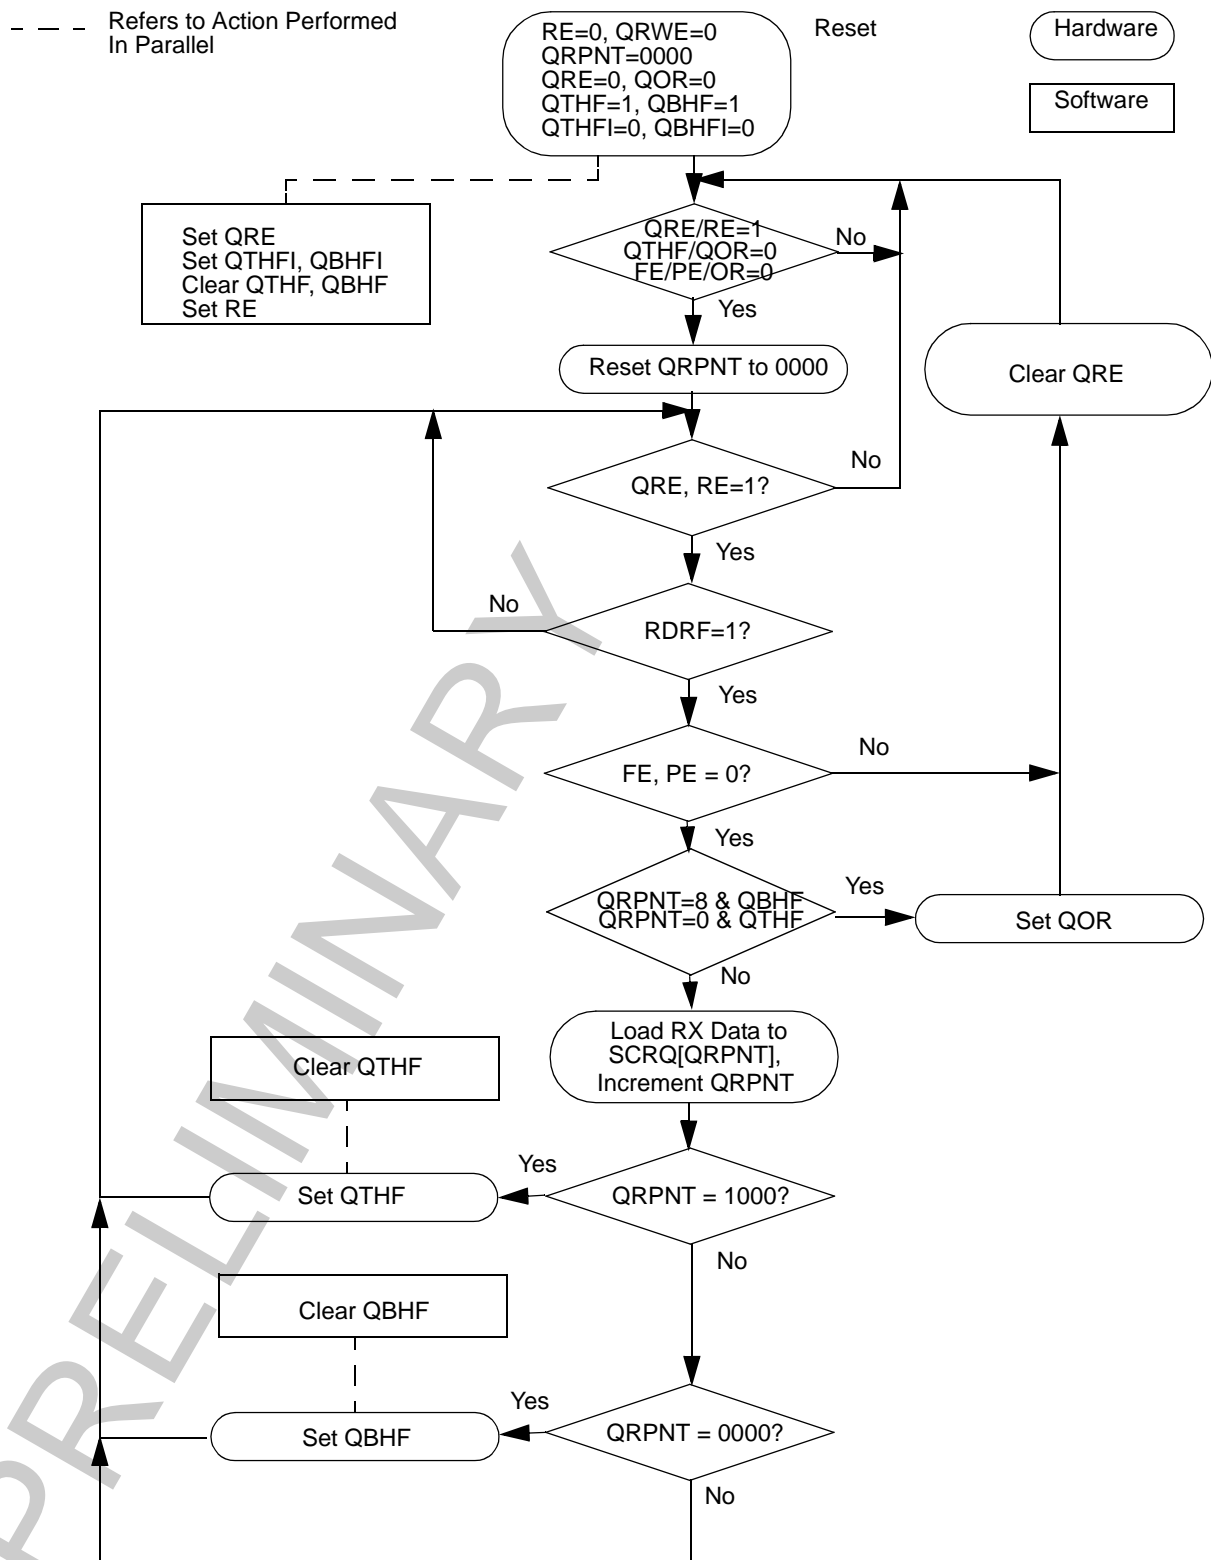 Refers to Action Performed
In Parallel
RE=0, QRWE=0
QRPNT=0000
QRE=0, QOR=0
QTHF=1, QBHF=1
QTHFI=0, QBHFI=0
Reset
Hardware
Software
Set QRE
Set QTHFI, QBHFI
Clear QTHF, QBHF
Set RE
QRE/RE=1
QTHF/QOR=0
FE/PE/OR=0
No
Yes
Reset QRPNT to 0000
Clear QRE
QRE, RE=1?
No
Yes
RDRF=1?
No
Yes
FE, PE = 0?
No
Yes
QRPNT=8 & QBHF
QRPNT=0 & QTHF
Yes
Set QOR
No
Load RX Data to
SCRQ[QRPNT],
Increment QRPNT
Clear QTHF
Set QTHF
Yes
QRPNT = 1000?
No
Clear QBHF
Set QBHF
Yes
QRPNT = 0000?
No
PRELIMINARY